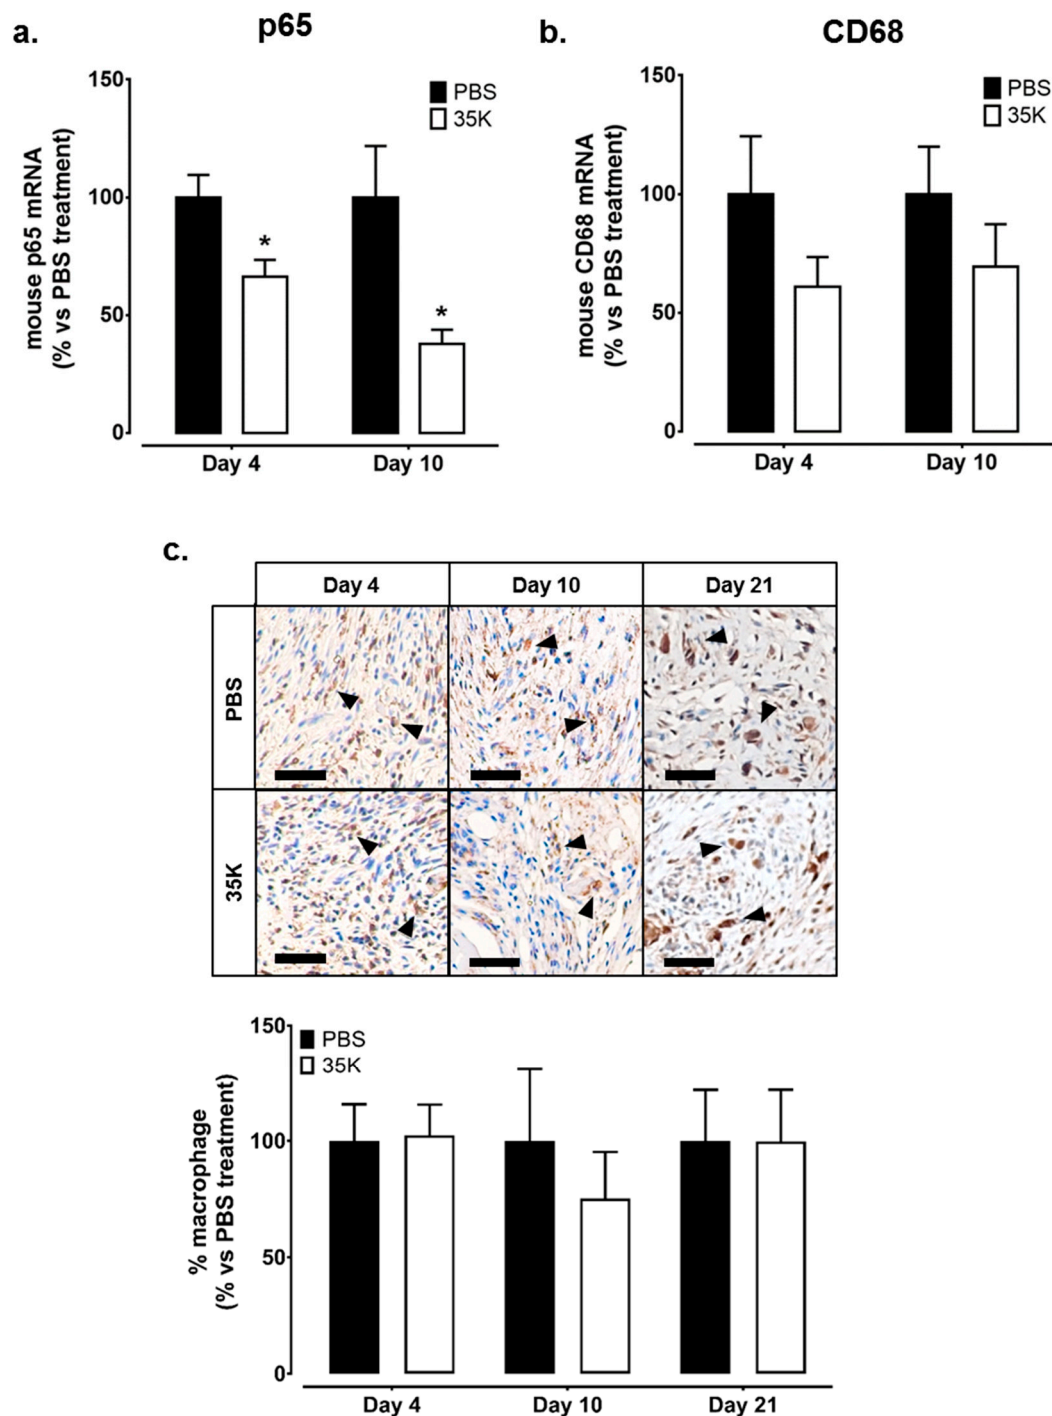 a.
p65
150
100
50
0
mouse p65 mRNA
(% vs PBS treatment)
PBS
35K
*
*
Day 4
Day 10
b.
CD68
150
100
50
0
mouse CD68 mRNA
(% vs PBS treatment)
PBS
35K
Day 4
Day 10
c.
Day 4
Day 10
Day 21
PBS
35K
150
100
50
0
% macrophage
(% vs PBS treatment)
PBS
35K
Day 4
Day 10
Day 21